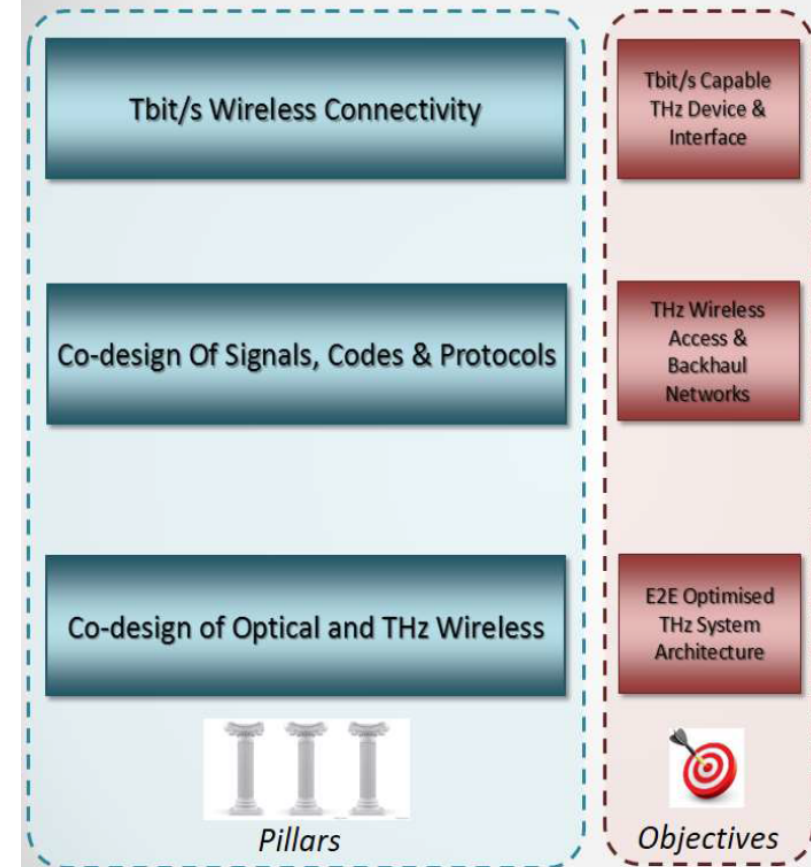 Tbit/s Wireless Connectivity
Tbit/s Capable
THz Device &
Interface
Co-design Of Signals, Codes & Protocols
THz Wireless
Access &
Backhaul
Networks
Co-design of Optical and THz Wireless
E2E Optimised
THz System
Architecture
Pillars
Objectives